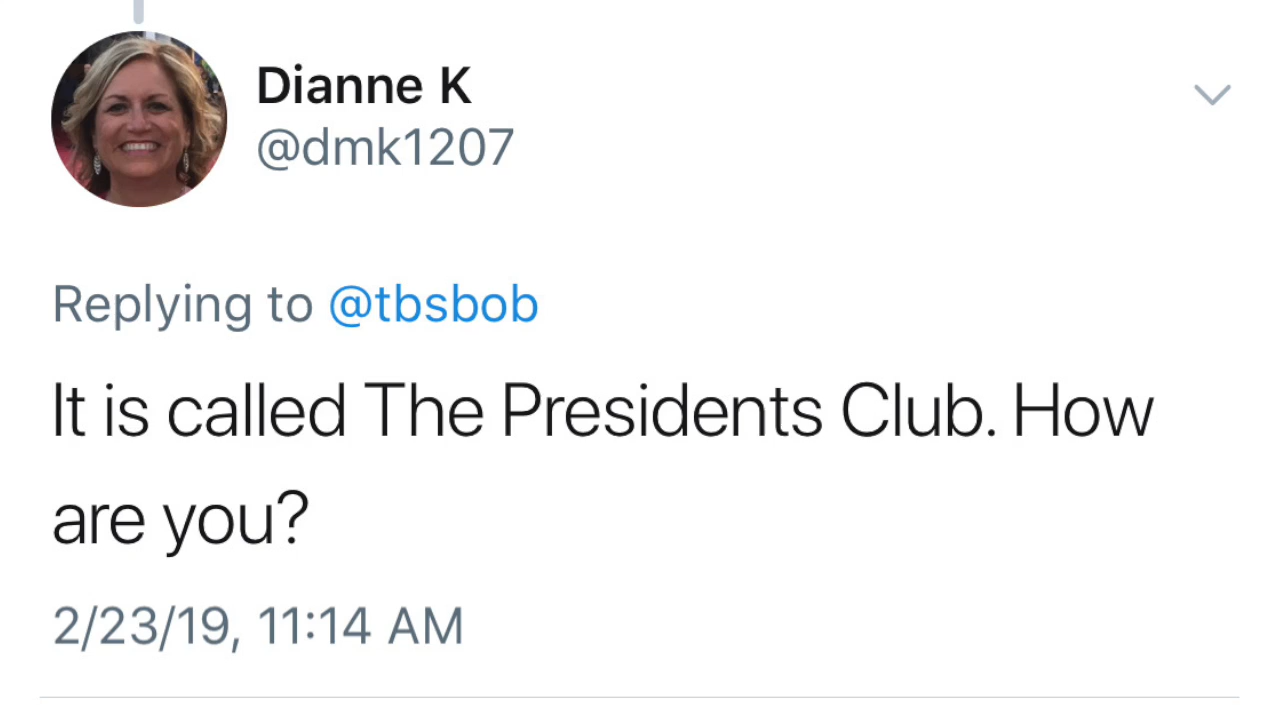 Dianne K
@dmk1207
Replying to @tbsbob
It is called The Presidents Club. How
are you?
2/23/19, 11:14 AM